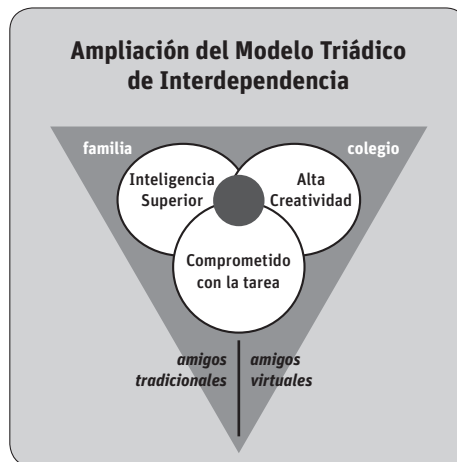 Ampliación del Modelo Triádico
de Interdependencia
familia
colegio
Inteligencia
Superior
Alta
Creatividad
Comprometido
con la tarea
amigos
tradicionales
amigos
virtuales